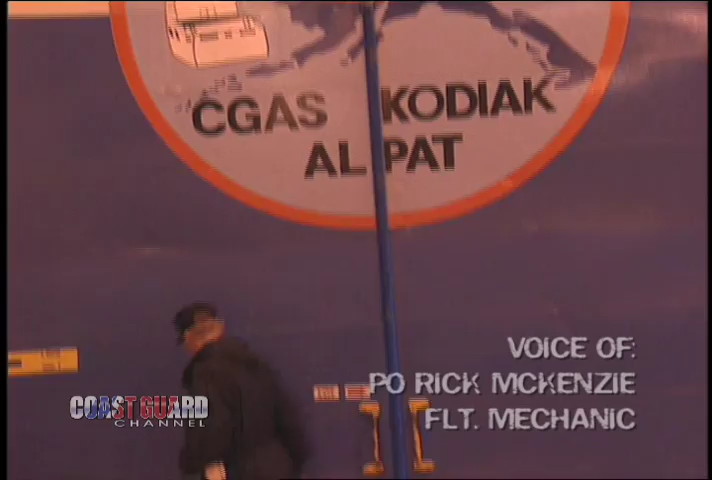 CGAS KODIAK
AL PAT
VOICE OF:
PO RICK MCKENZIE
FLT. MECHANIC
COAST GUARD
CHANNEL